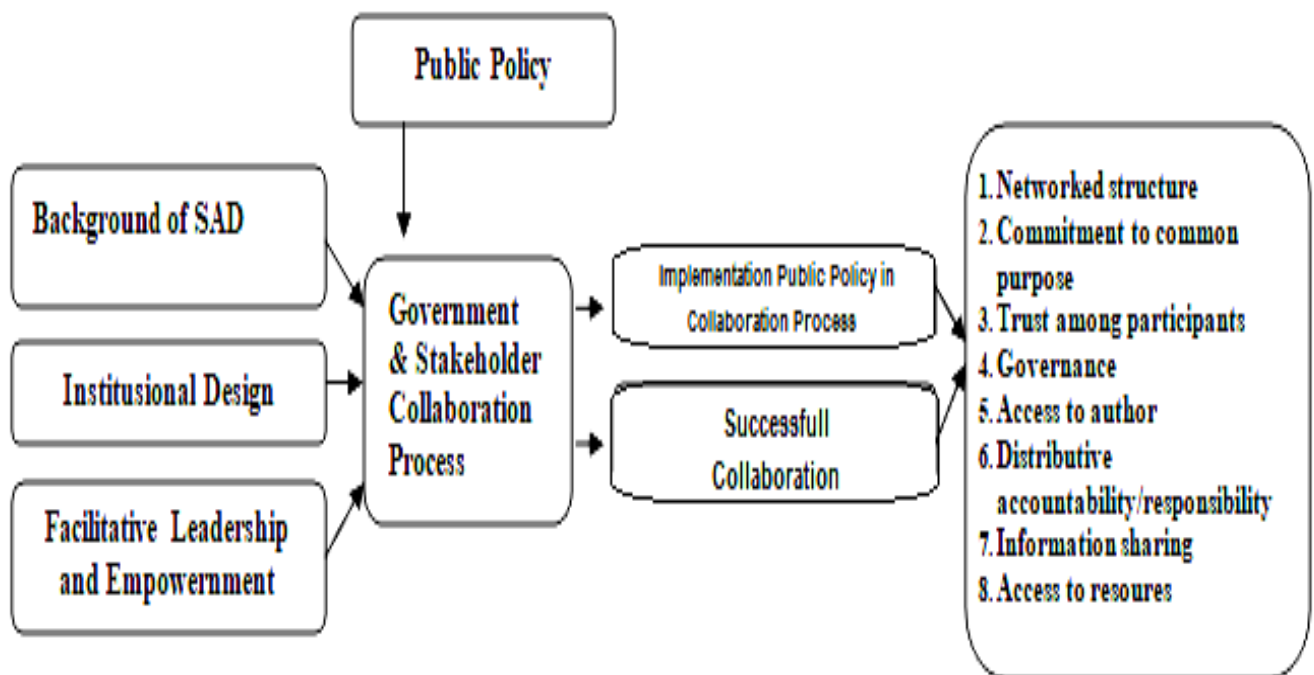 Public Policy
Background of SAD
Institusional Design
Facilitative Leadership
and Empowernment
Government
& Stakeholder
Collaboration
Process
Implementation Public Policy in
Collaboration Process
Successfull
Collaboration
1. Networked structure
2. Commitment to common
purpose
3. Trust among participants
4. Governance
5. Access to author
6. Distributive
accountability/responsibility
7. Information sharing
8. Access to resoures